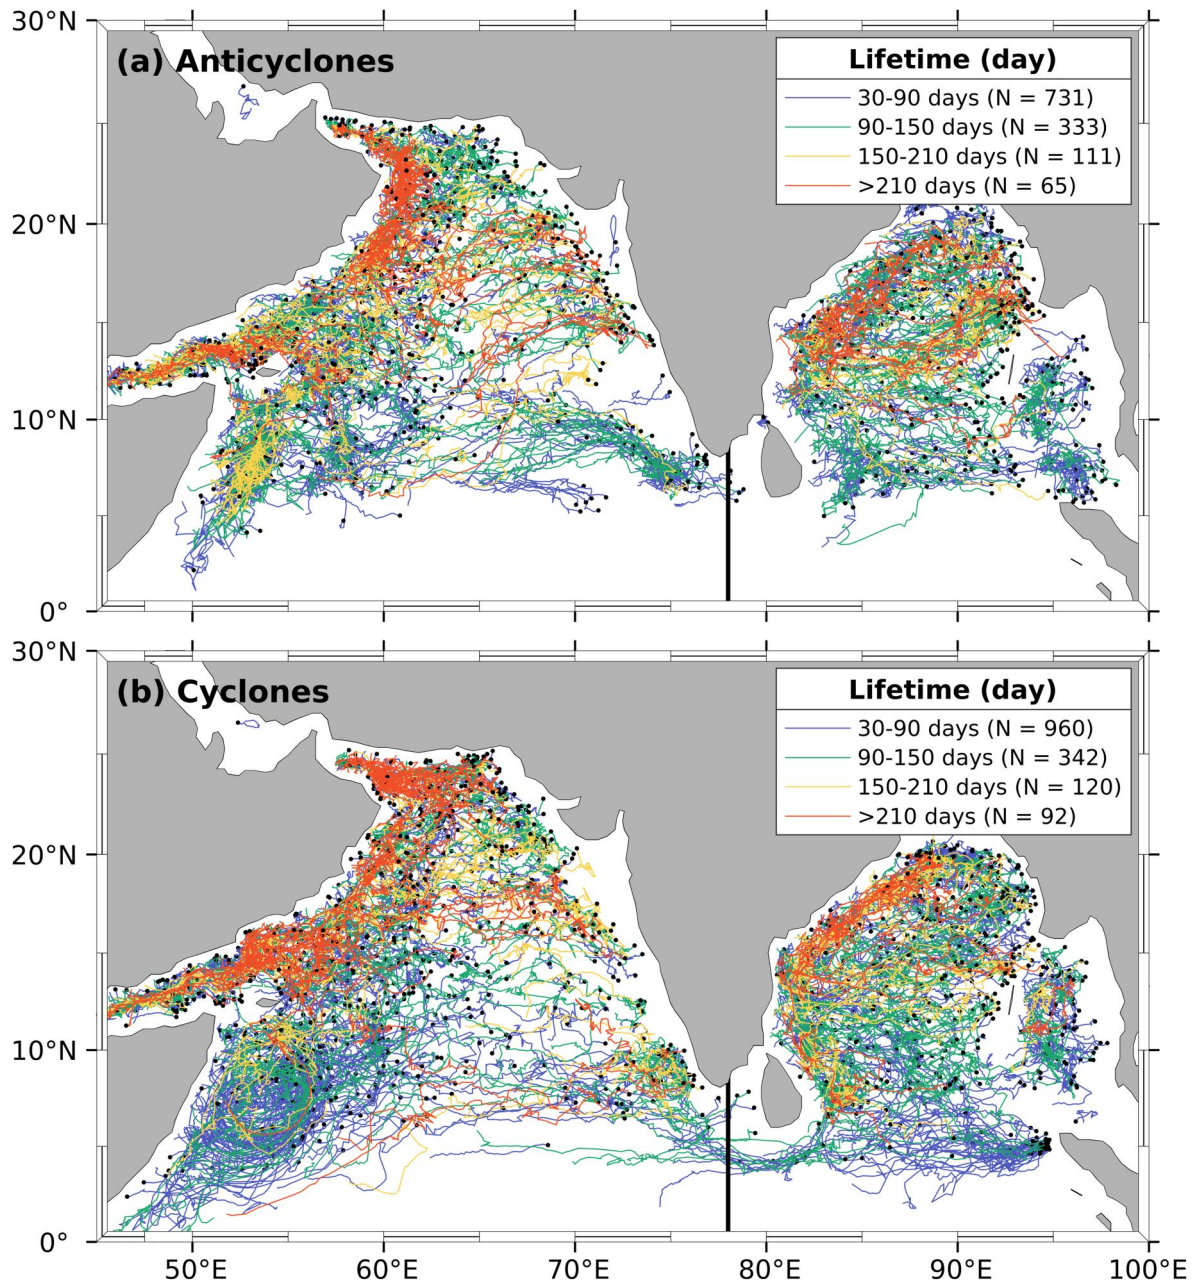 30°N
(a) Anticyclones
Lifetime (day)
30-90 days (N = 731)
90-150 days (N = 333)
150-210 days (N = 111)
>210 days (N = 65)
20°N
10°N
0°
30°N
(b) Cyclones
Lifetime (day)
30-90 days (N = 960)
90-150 days (N = 342)
150-210 days (N = 120)
>210 days (N = 92)
20°N
10°N
0°
50°E 60°E 70°E 80°E 90°E 100°E